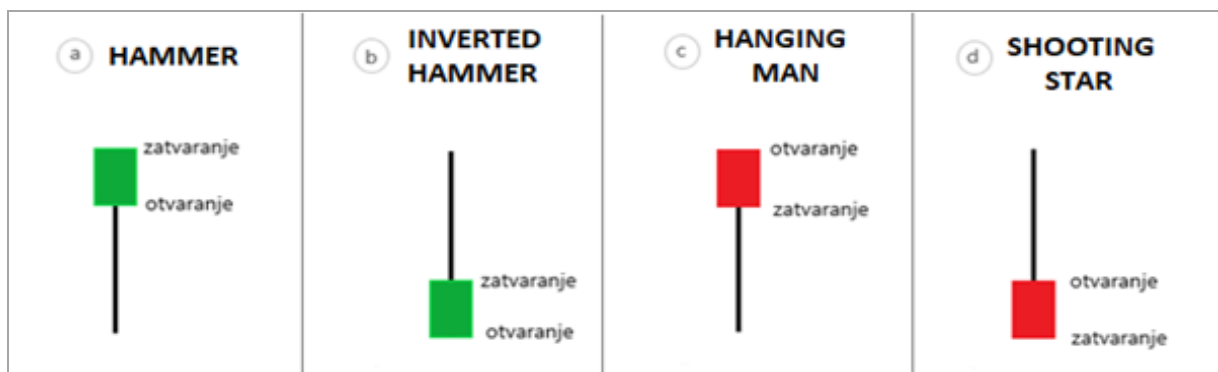 a HAMMER
zatvaranje
otvaranje
b INVERTED
HAMMER
zatvaranje
otvaranje
c HANGING
MAN
otvaranje
zatvaranje
d SHOOTING
STAR
otvaranje
zatvaranje